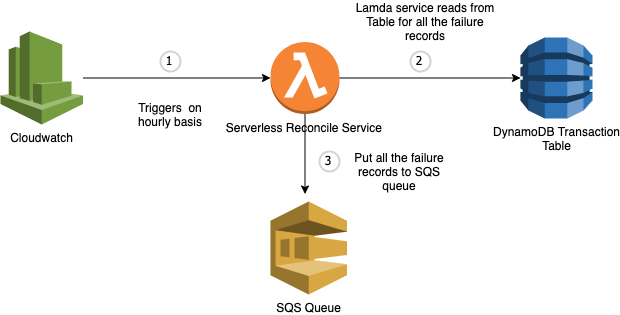 Lamda service reads from
Table for all the failure
records
1
2
Triggers on
hourly basis
Cloudwatch
Serverless Reconcile Service
DynamoDB Transaction
Table
3
Put all the failure
records to SQS
queue
SQS Queue